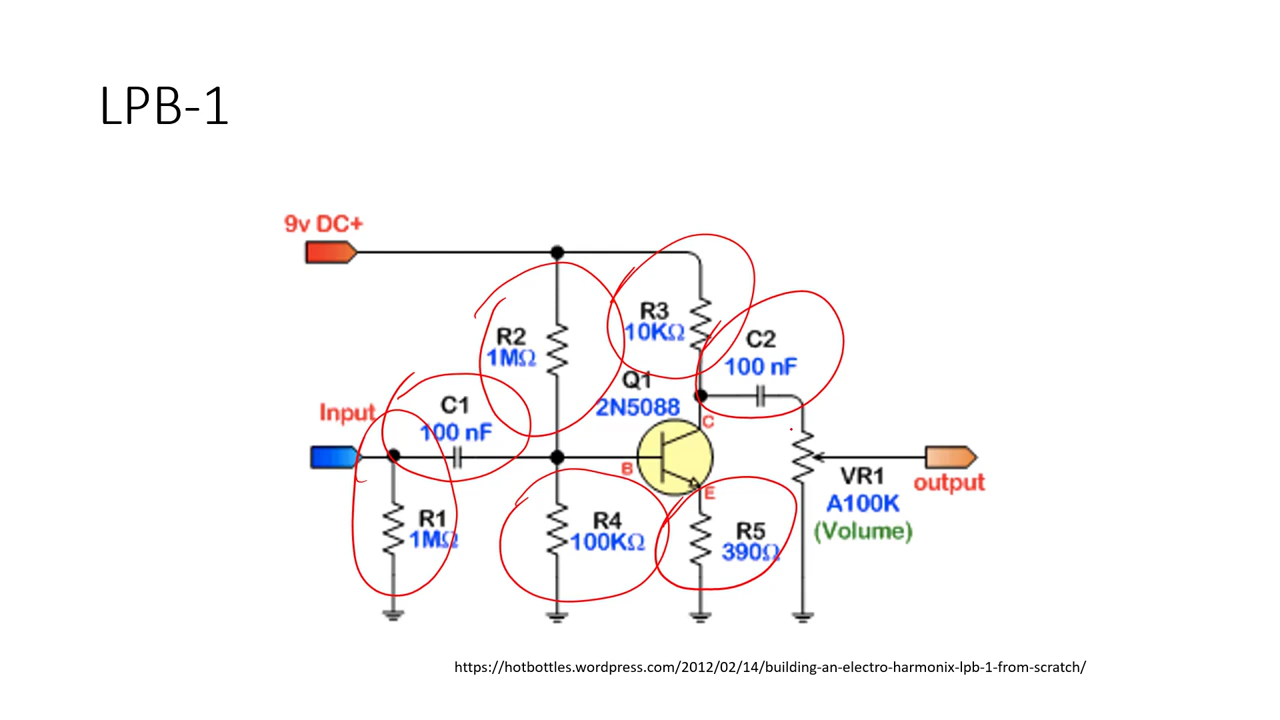 LPB-1
9v DC+
R3
10KΩ
R2
1MΩ
C2
100 nF
Q1
2N5088
C1
100 nF
Input
C
B
E
VR1
A100K
(Volume)
output
R1
1MΩ
R4
100KΩ
R5
390Ω
https://hotbottles.wordpress.com/2012/02/14/building-an-electro-harmonix-lpb-1-from-scratch/